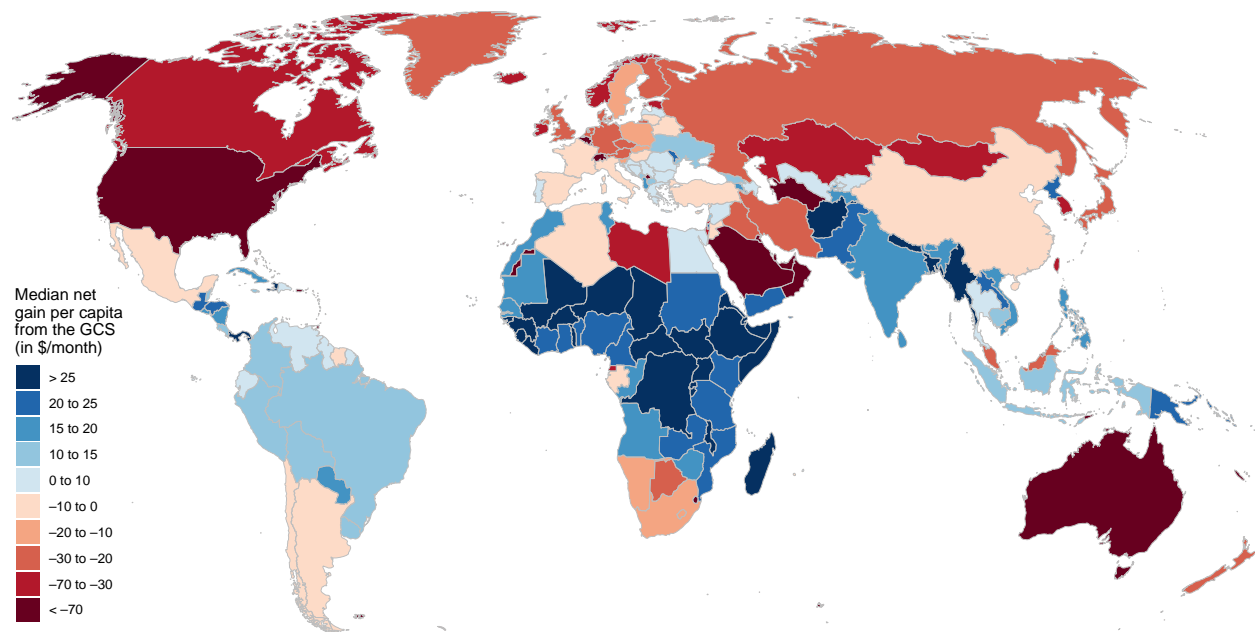 Median net
gain per capita
from the GCS
(in $/month)
> 25
20 to 25
15 to 20
10 to 15
0 to 10
−10 to 0
−20 to −10
−30 to −20
−70 to −30
< −70